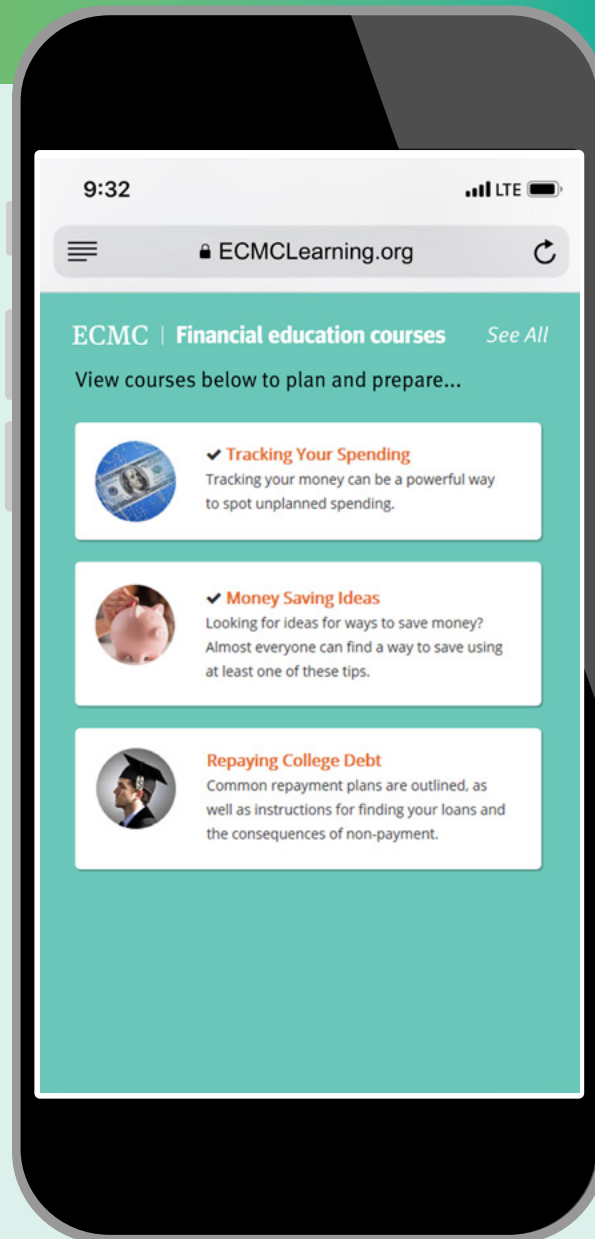 9:32 LTE
ECMCLearning.org
ECMC | Financial education courses See All
View courses below to plan and prepare...
✔ Tracking Your Spending
Tracking your money can be a powerful way
to spot unplanned spending.
✔ Money Saving Ideas
Looking for ideas for ways to save money?
Almost everyone can find a way to save using
at least one of these tips.
Repaying College Debt
Common repayment plans are outlined, as
well as instructions for finding your loans and
the consequences of non-payment.